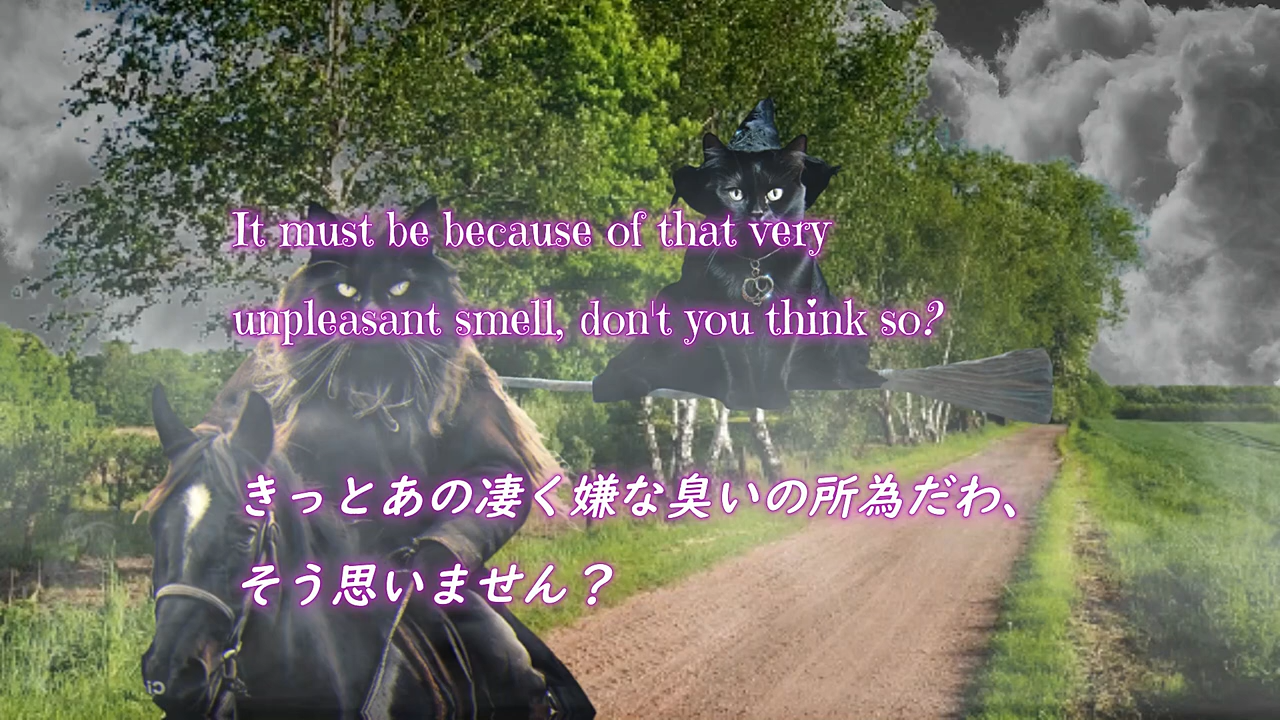 It must be because of that very
unpleasant smell, don't you think so?
きっとあの凄く嫌な臭いの所為だわ、
そう思いません？